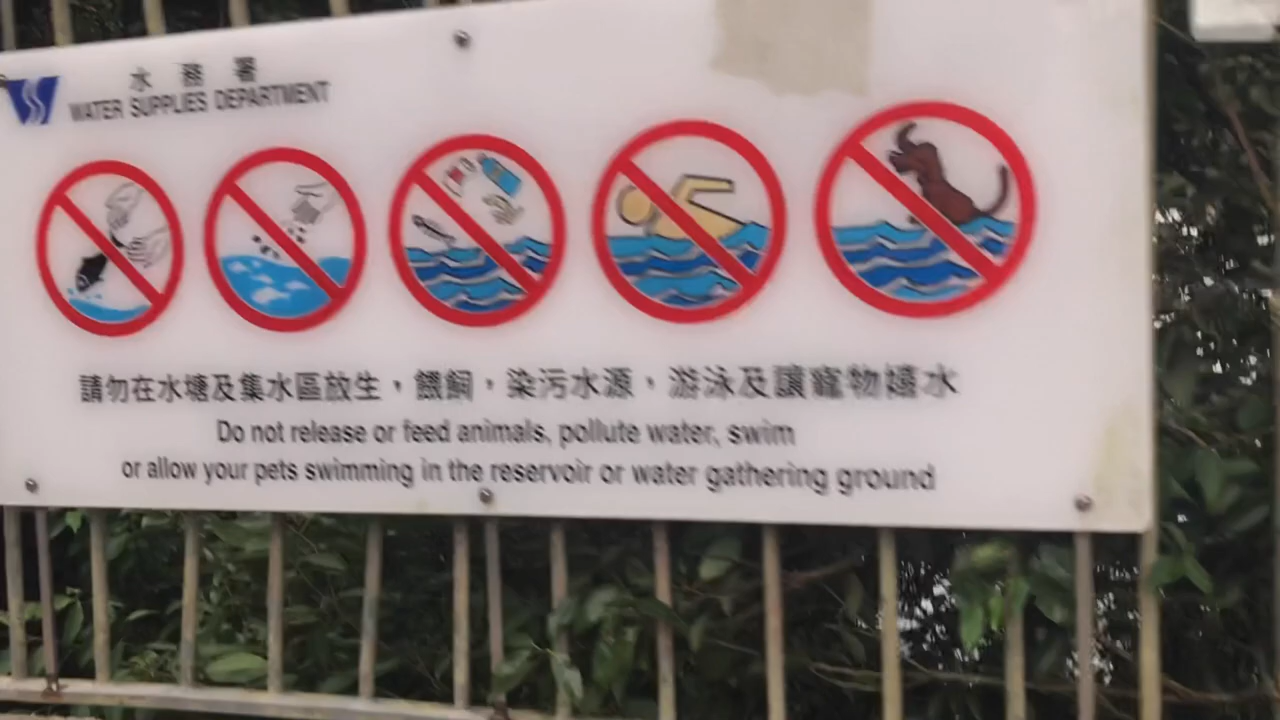 水務署
WATER SUPPLIES DEPARTMENT
請勿在水塘及集水區放生，餵飼，染污水源，游泳及讓寵物嬉水
Do not release or feed animals, pollute water, swim
or allow your pets swimming in the reservoir or water gathering ground